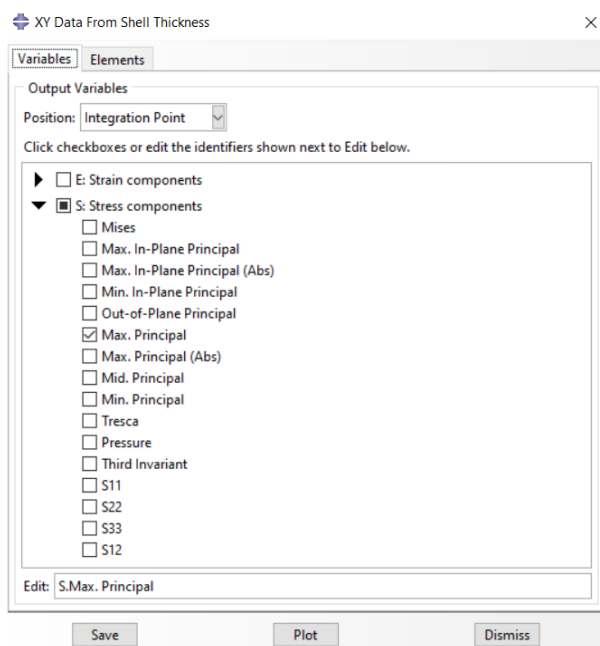 XY Data From Shell Thickness
Variables Elements
Output Variables
Position: Integration Point
Click checkboxes or edit the identifiers shown next to Edit below.
E: Strain components
S: Stress components
Mises
Max. In-Plane Principal
Max. In-Plane Principal (Abs)
Min. In-Plane Principal
Out-of-Plane Principal
Max. Principal
Max. Principal (Abs)
Mid. Principal
Min. Principal
Tresca
Pressure
Third Invariant
S11
S22
S33
S12
Edit: S.Max. Principal
Save Plot Dismiss